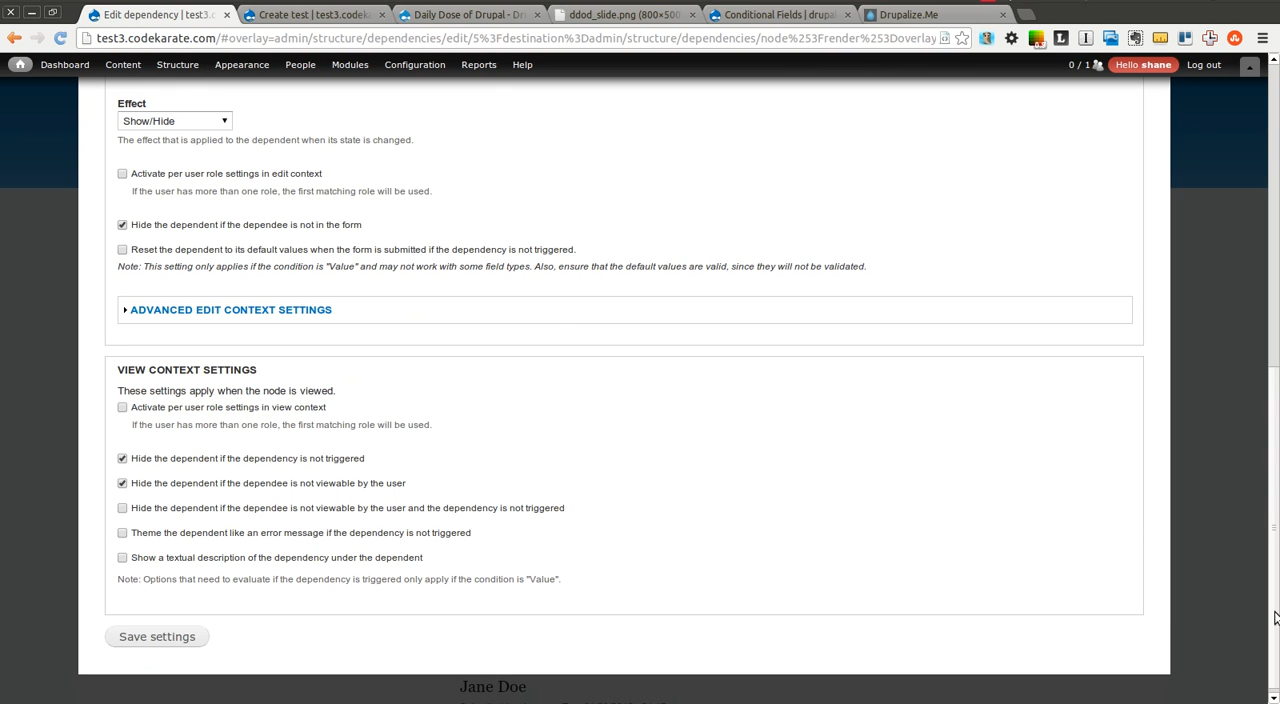 Edit dependency | test3.c
Create test | test3.codek
Daily Dose of Drupal - Dr
ddod_slide.png (800×500
Conditional Fields | drupal
Drupalize.Me
test3.codekarate.com/#overlay=admin/structure/dependencies/edit/5%3Fdestination%3Dadmin/structure/dependencies/node%253Frender%253Doverlay
Dashboard Content Structure Appearance People Modules Configuration Reports Help 0 / 1 Hello shane Log out
Effect
Show/Hide
The effect that is applied to the dependent when its state is changed.
Activate per user role settings in edit context
If the user has more than one role, the first matching role will be used.
Hide the dependent if the dependee is not in the form
Reset the dependent to its default values when the form is submitted if the dependency is not triggered.
Note: This setting only applies if the condition is "Value" and may not work with some field types. Also, ensure that the default values are valid, since they will not be validated.
ADVANCED EDIT CONTEXT SETTINGS
VIEW CONTEXT SETTINGS
These settings apply when the node is viewed.
Activate per user role settings in view context
If the user has more than one role, the first matching role will be used.
Hide the dependent if the dependency is not triggered
Hide the dependent if the dependee is not viewable by the user
Hide the dependent if the dependee is not viewable by the user and the dependency is not triggered
Theme the dependent like an error message if the dependency is not triggered
Show a textual description of the dependency under the dependent
Note: Options that need to evaluate if the dependency is triggered only apply if the condition is "Value".
Save settings
Jane Doe